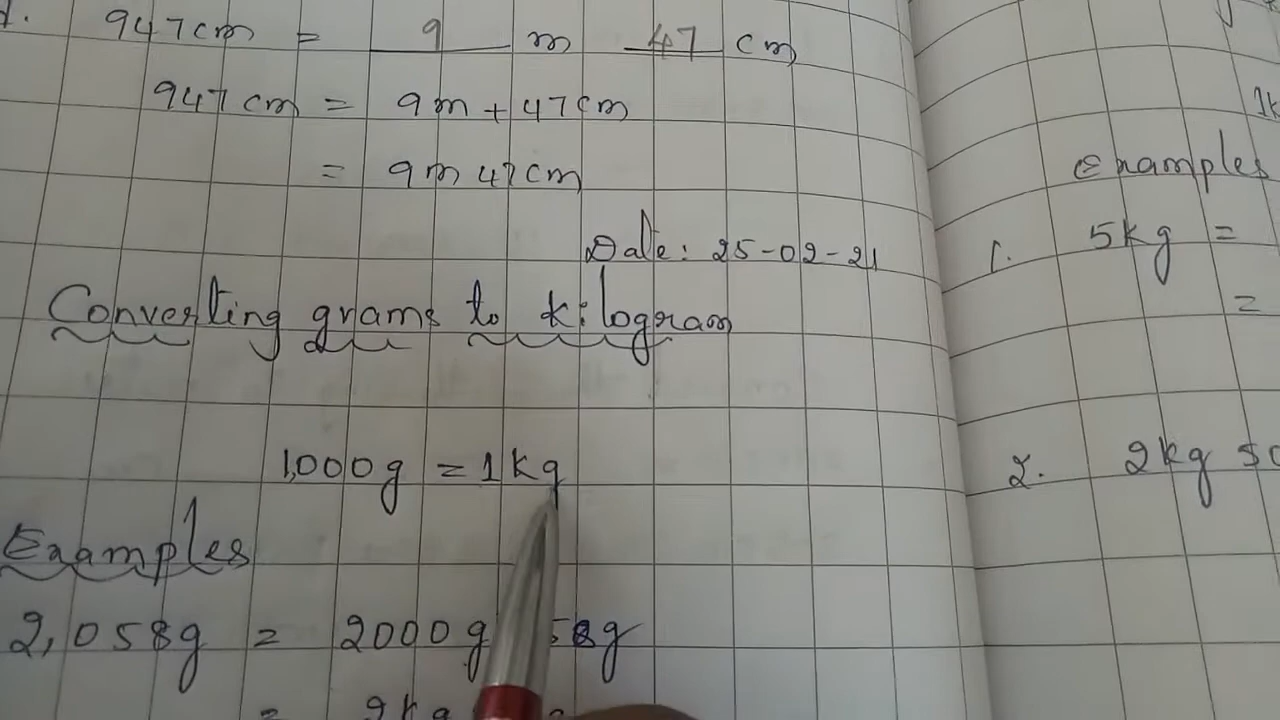 947cm = 9 m 47 cm
947cm = 9m + 47cm
= 9m 47cm
Date: 25-02-21
Converting grams to kilogram
1,000g = 1kg
Examples
2,058g = 2000g 58g
= 2kg
Examples
1. 5kg =
=
2. 2kg